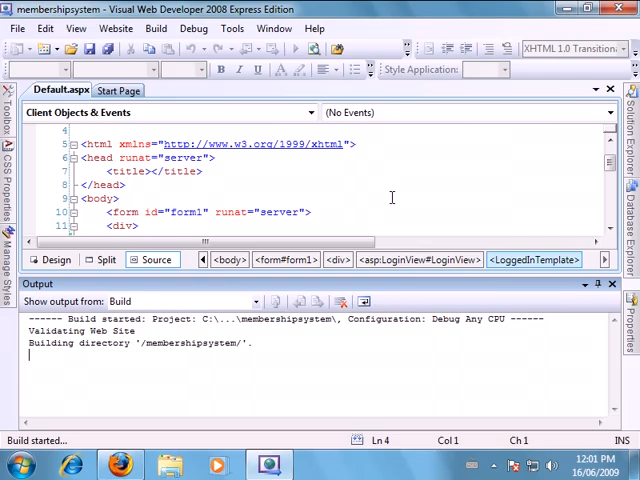 membershipsystem - Visual Web Developer 2008 Express Edition
File Edit View Website Build Debug Tools Window Help
XHTML 1.0 Transition
B I U A Style Application:
Default.aspx Start Page
Client Objects & Events (No Events)
4
5 <html xmlns="http://www.w3.org/1999/xhtml">
6 <head runat="server">
7 <title></title>
8 </head>
9 <body>
10 <form id="form1" runat="server">
11 <div>
Design Split Source <body> <form#form1> <div> <asp:LoginView#LoginView> <LoggedInTemplate>
Toolbox
CSS Properties
Manage Styles
Solution Explorer
Database Explorer
Properties
Output
Show output from: Build
------ Build started: Project: C:\...\membershipsystem\, Configuration: Debug Any CPU ------
Validating Web Site
Building directory '/membershipsystem/'.
Build started... Ln 4 Col 1 Ch 1 INS
12:01 PM
16/06/2009